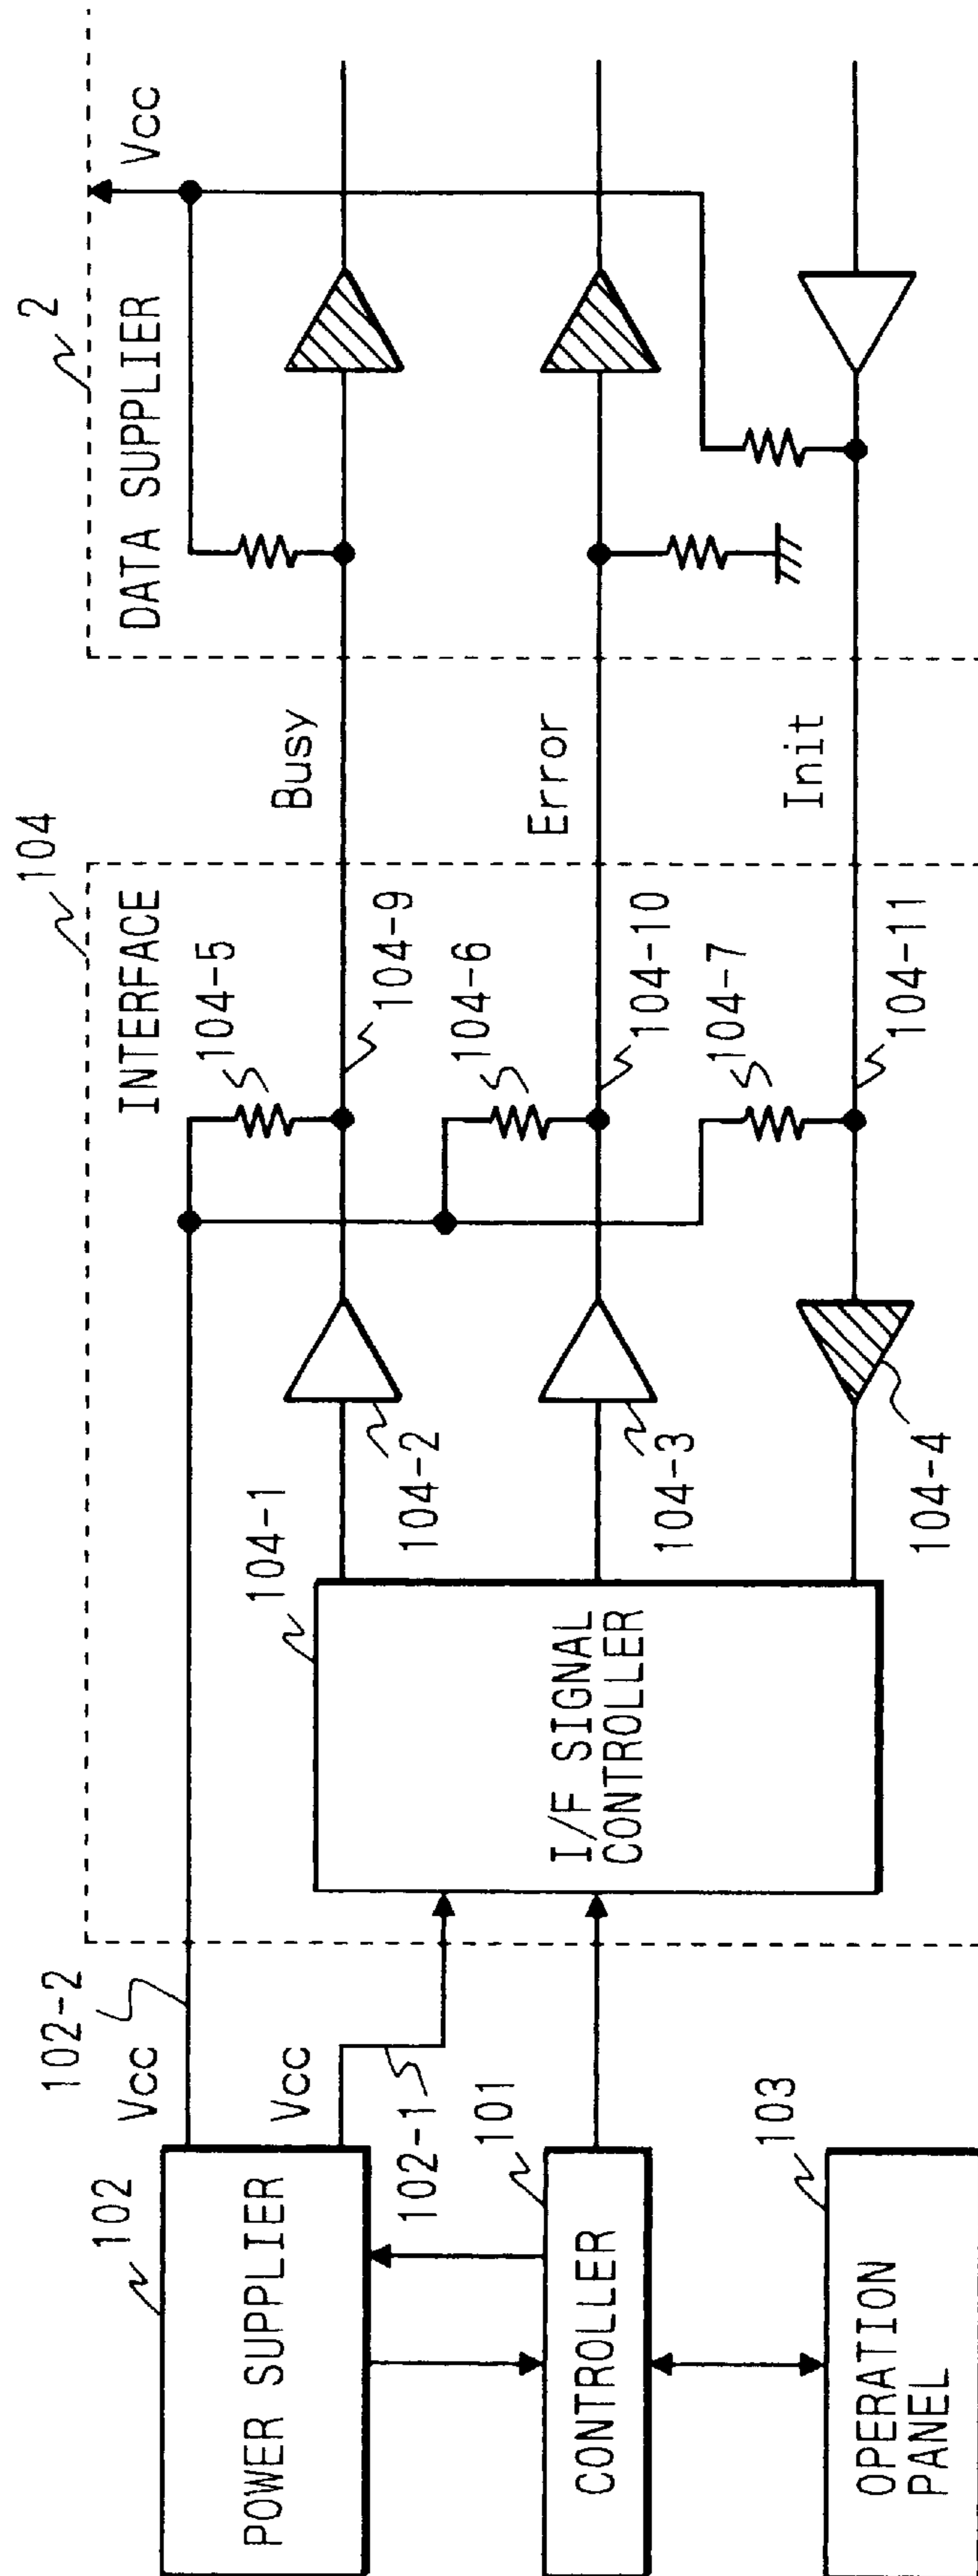 102
POWER SUPPLIER
Vcc
102-2
Vcc
102-1
101
CONTROLLER
103
OPERATION
PANEL
104
INTERFACE
104-1
I/F SIGNAL
CONTROLLER
104-2
104-3
104-4
104-5
104-9
104-6
104-10
104-7
104-11
Busy
Error
Init
2
DATA SUPPLIER
Vcc